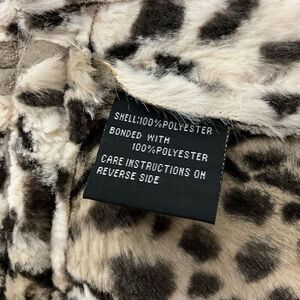 SHELL:100%POLYESTER
BONDED WITH
100%POLYESTER
CARE INSTRUCTIONS ON
REVERSE SIDE